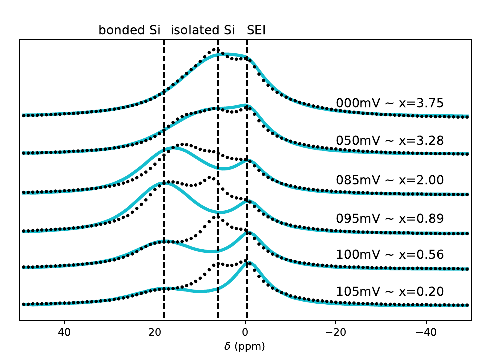 bonded Si isolated Si SEI
000mV ~ x=3.75
050mV ~ x=3.28
085mV ~ x=2.00
095mV ~ x=0.89
100mV ~ x=0.56
105mV ~ x=0.20
40 20 0 −20 −40
δ (ppm)